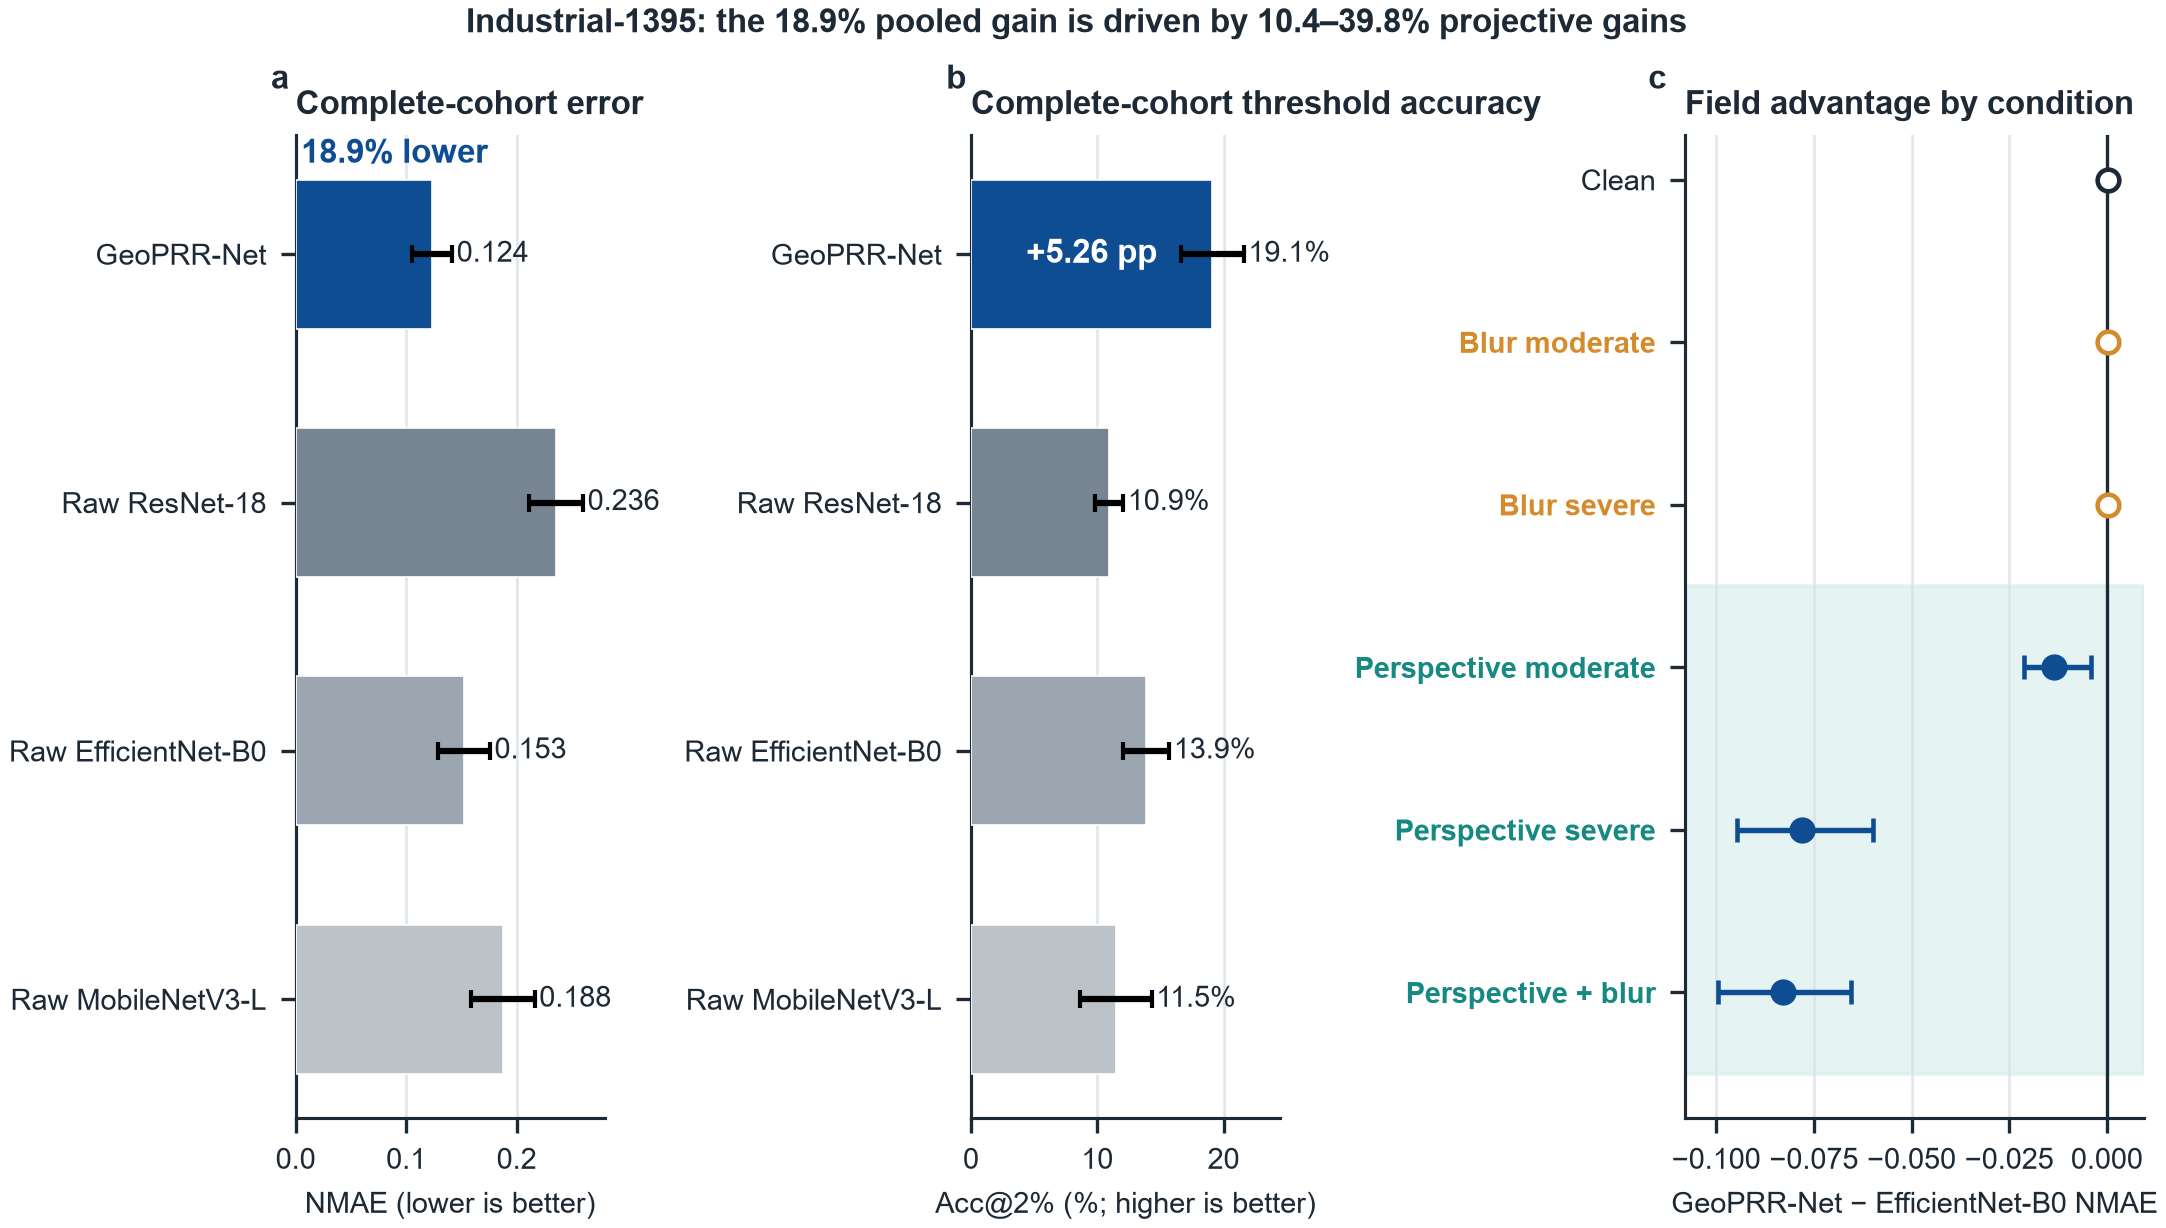 Industrial-1395: the 18.9% pooled gain is driven by 10.4–39.8% projective gains
a
Complete-cohort error
18.9% lower
GeoPRR-Net
0.124
Raw ResNet-18
0.236
Raw EfficientNet-B0
0.153
Raw MobileNetV3-L
0.188
0.0 0.1 0.2
NMAE (lower is better)
b
Complete-cohort threshold accuracy
GeoPRR-Net
+5.26 pp
19.1%
Raw ResNet-18
10.9%
Raw EfficientNet-B0
13.9%
Raw MobileNetV3-L
11.5%
0 10 20
Acc@2% (%; higher is better)
c
Field advantage by condition
Clean
Blur moderate
Blur severe
Perspective moderate
Perspective severe
Perspective + blur
−0.100 −0.075 −0.050 −0.025 0.000
GeoPRR-Net − EfficientNet-B0 NMAE